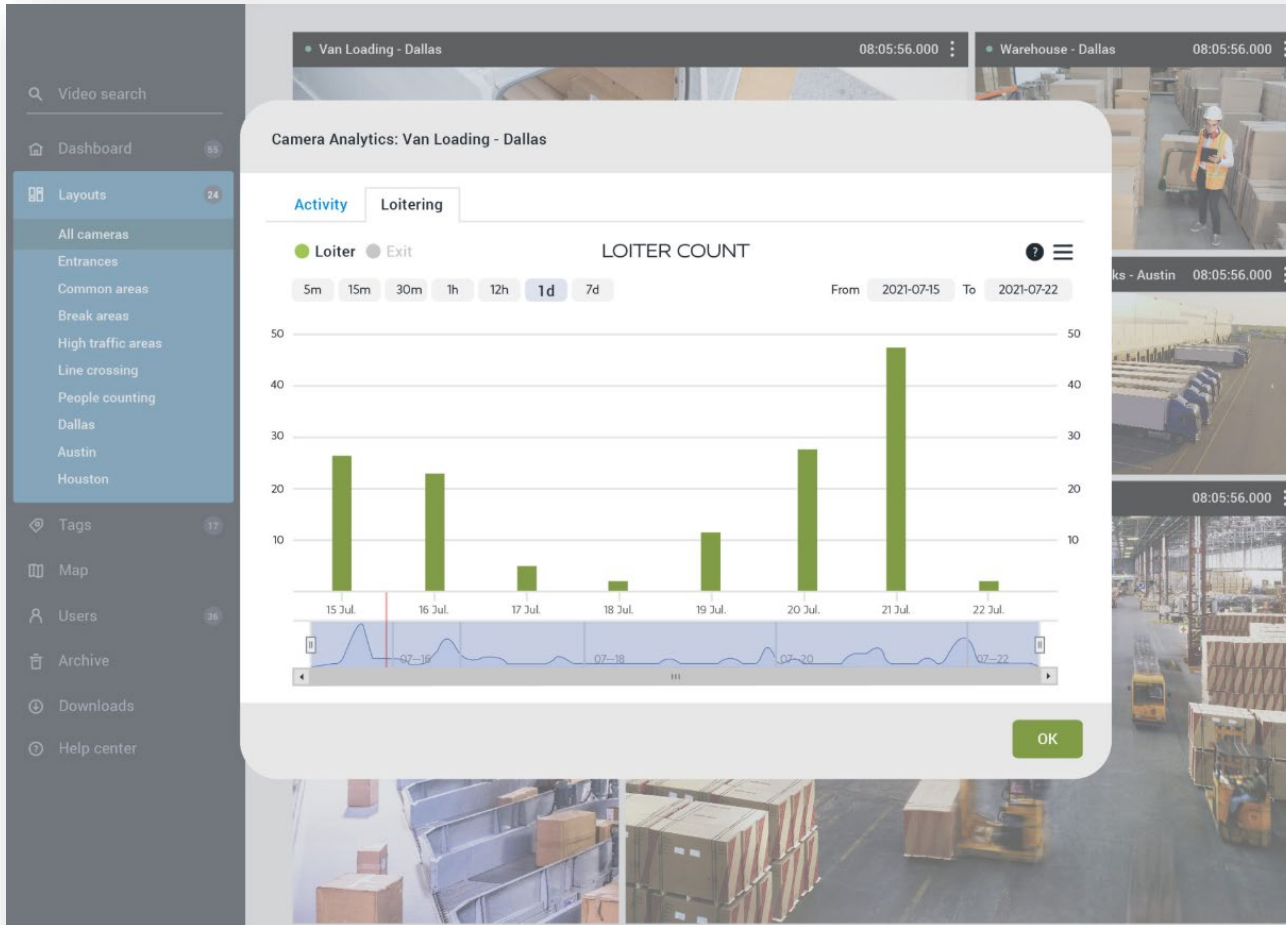 Van Loading - Dallas 08:05:56.000
Warehouse - Dallas 08:05:56.000
Video search
Dashboard 55
Layouts 24
All cameras
Entrances
Common areas
Break areas
High traffic areas
Line crossing
People counting
Dallas
Austin
Houston
Tags 17
Map
Users 26
Archive
Downloads
Help center
Camera Analytics: Van Loading - Dallas
Activity Loitering
Loiter Exit LOITER COUNT ?
5m 15m 30m 1h 12h 1d 7d From 2021-07-15 To 2021-07-22
50 50
40 40
30 30
20 20
10 10
15 Jul. 16 Jul. 17 Jul. 18 Jul. 19 Jul. 20 Jul. 21 Jul. 22 Jul.
07-16 07-18 07-20 07-22
OK
ks - Austin 08:05:56.000
08:05:56.000